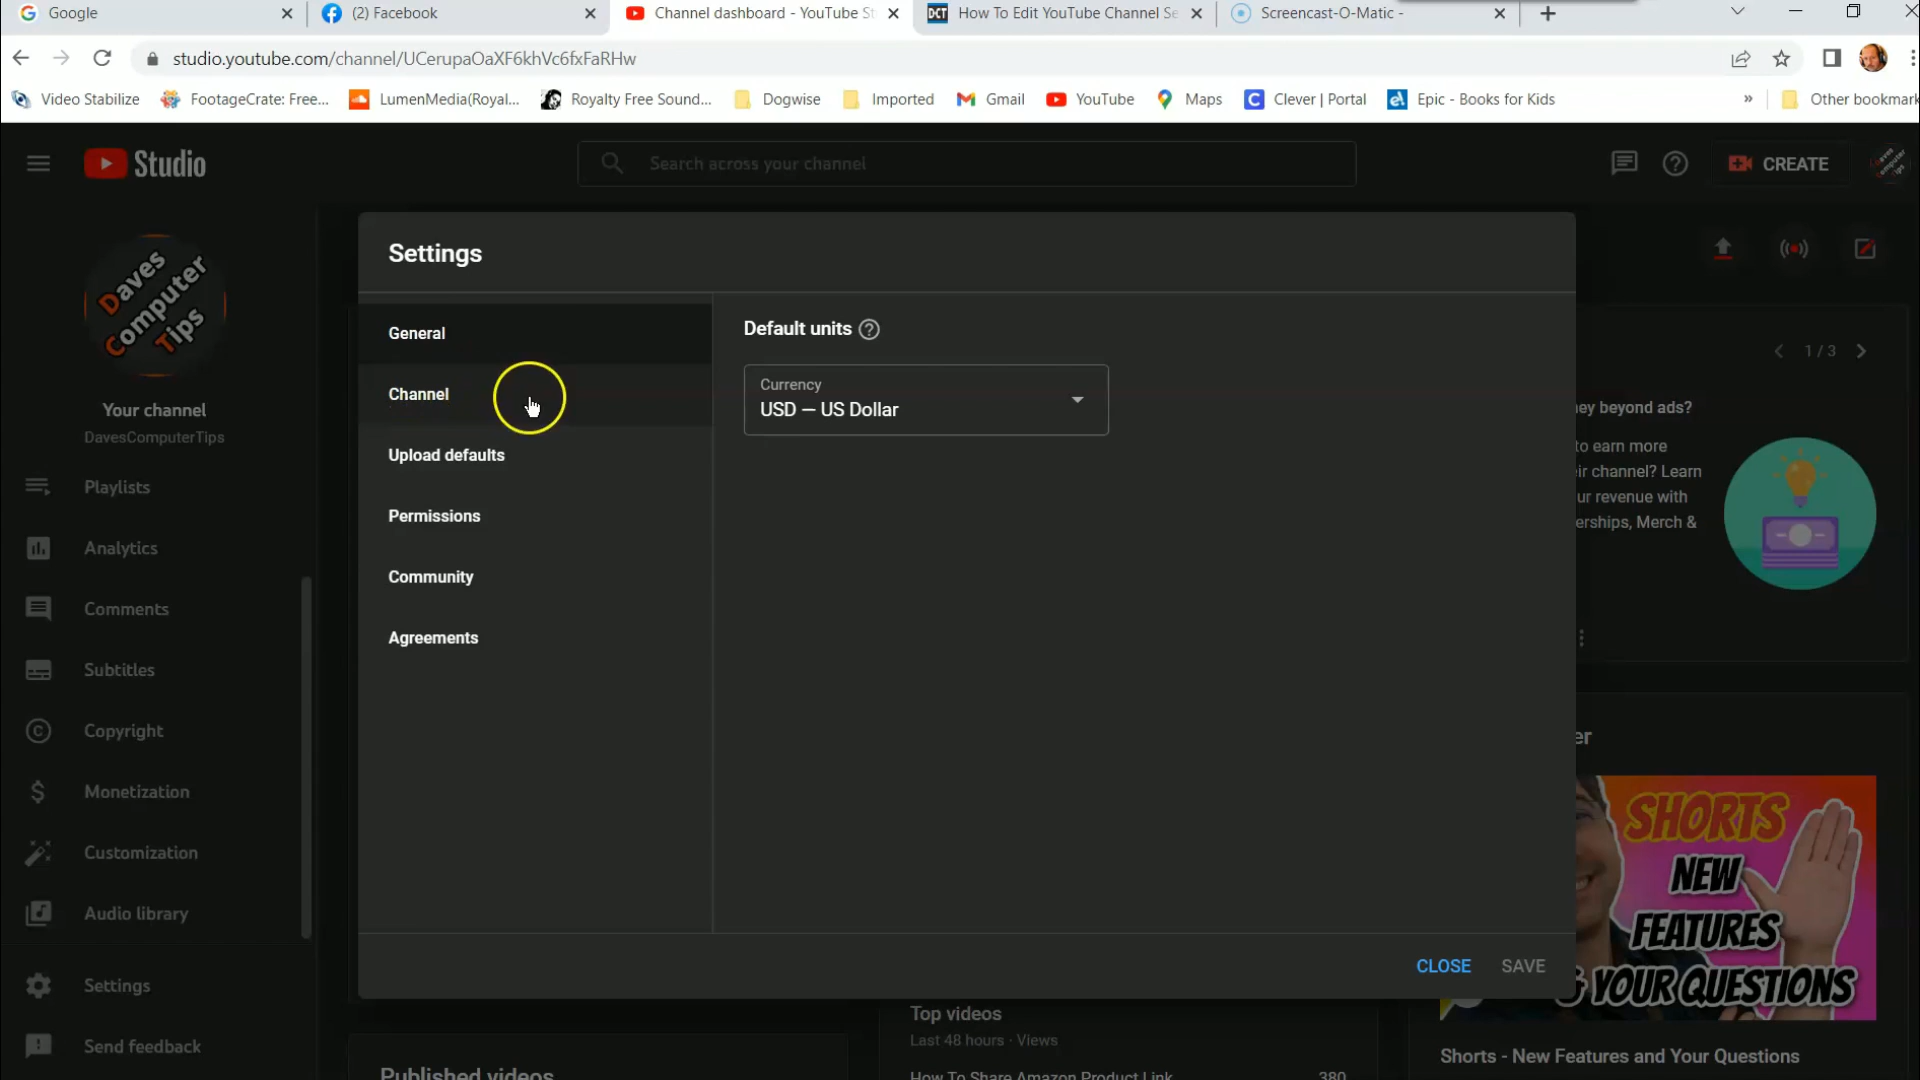 Google
(2) Facebook
Channel dashboard - YouTube St
DCT
How To Edit YouTube Channel Se
Screencast-O-Matic -
studio.youtube.com/channel/UCerupaOaXF6khVc6fxFaRHw
Video Stabilize
FootageCrate: Free...
LumenMedia(Royal...
Royalty Free Sound...
Dogwise
Imported
Gmail
YouTube
Maps
Clever | Portal
Epic - Books for Kids
»
Other bookmark
Studio
Search across your channel
CREATE
Daves
Computer
Tips
Your channel
DavesComputerTips
Playlists
Analytics
Comments
Subtitles
Copyright
Monetization
Customization
Audio library
Settings
Send feedback
Settings
General
Channel
Upload defaults
Permissions
Community
Agreements
Default units
Currency
USD — US Dollar
CLOSE
SAVE
1 / 3
ey beyond ads?
to earn more
ir channel? Learn
ur revenue with
erships, Merch &
er
SHORTS
NEW
FEATURES
& YOUR QUESTIONS
Shorts - New Features and Your Questions
Top videos
Last 48 hours · Views
How To Share Amazon Product Link
380
Published videos